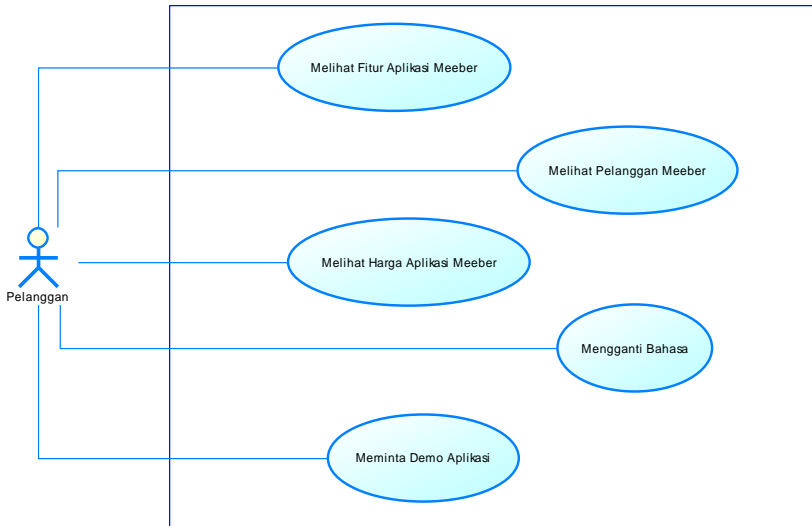 Melihat Fitur Aplikasi Meeber
Melihat Pelanggan Meeber
Melihat Harga Aplikasi Meeber
Pelanggan
Mengganti Bahasa
Meminta Demo Aplikasi